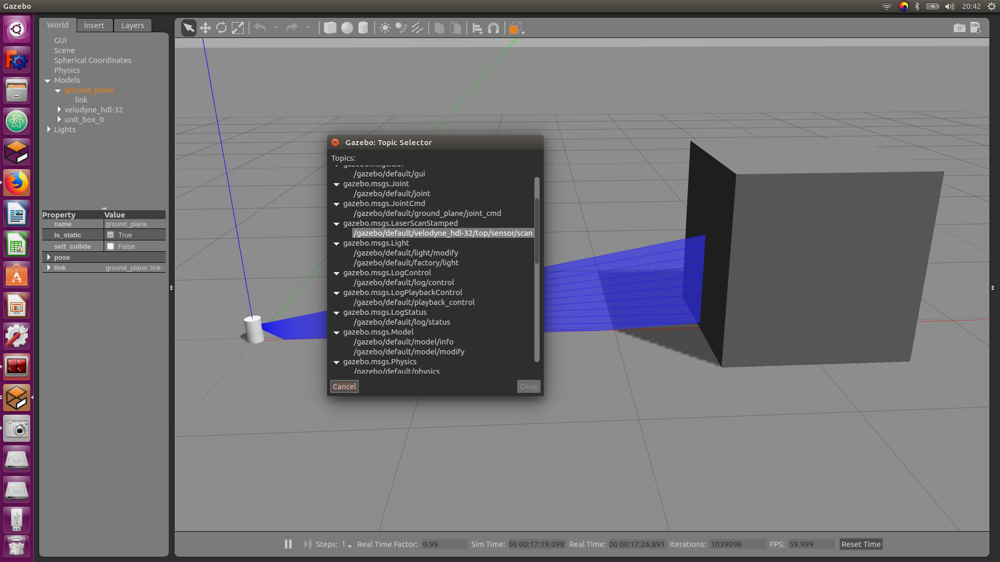 Gazebo
20:42
World
Insert
Layers
GUI
Scene
Spherical Coordinates
Physics
Models
ground_plane
link
velodyne_hdl-32
unit_box_0
Lights
Property Value
name ground_plane
is_static True
self_collide False
pose
link ground_plane::link
LOG
Gazebo: Topic Selector
Topics:
gazebo.msgs.GUI
/gazebo/default/gui
gazebo.msgs.Joint
/gazebo/default/joint
gazebo.msgs.JointCmd
/gazebo/default/ground_plane/joint_cmd
gazebo.msgs.LaserScanStamped
/gazebo/default/velodyne_hdl-32/top/sensor/scan
gazebo.msgs.Light
/gazebo/default/light/modify
/gazebo/default/factory/light
gazebo.msgs.LogControl
/gazebo/default/log/control
gazebo.msgs.LogPlaybackControl
/gazebo/default/playback_control
gazebo.msgs.LogStatus
/gazebo/default/log/status
gazebo.msgs.Model
/gazebo/default/model/info
/gazebo/default/model/modify
gazebo.msgs.Physics
/gazebo/default/physics
Cancel Okay
Steps: 1 Real Time Factor: 0.99 Sim Time: 00 00:17:19.098 Real Time: 00 00:17:26.891 Iterations: 1039098 FPS: 59.999 Reset Time